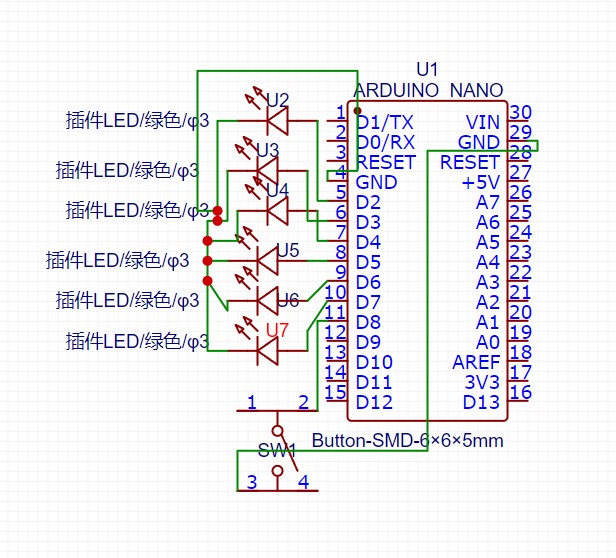 U1
ARDUINO NANO
插件LED/绿色/φ3
U2
插件LED/绿色/φ3
U3
插件LED/绿色/φ3
U4
插件LED/绿色/φ3
U5
插件LED/绿色/φ3
U6
插件LED/绿色/φ3
U7
1 D1/TX VIN 30
2 D0/RX GND 29
3 RESET RESET 28
4 GND +5V 27
5 D2 A7 26
6 D3 A6 25
7 D4 A5 24
8 D5 A4 23
9 D6 A3 22
10 D7 A2 21
11 D8 A1 20
12 D9 A0 19
13 D10 AREF 18
14 D11 3V3 17
15 D12 D13 16
1 2
Button-SMD-6×6×5mm
SW1
3 4